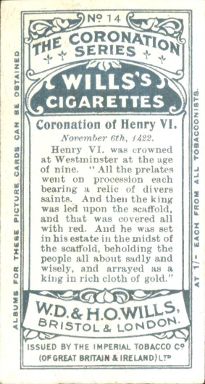 Nº 14
THE CORONATION
SERIES
WILLS'S
CIGARETTES
Coronation of Henry VI.
November 6th, 1422.
Henry VI. was crowned
at Westminster at the age
of nine. "All the prelates
went on procession each
bearing a relic of divers
saints. And then the king
was led upon the scaffold,
and that was covered all
with red. And he was set
in his estate in the midst of
the scaffold, beholding the
people all about sadly and
wisely, and arrayed as a
king in rich cloth of gold."
W.D. & H.O. WILLS,
BRISTOL & LONDON.
ISSUED BY THE IMPERIAL TOBACCO Cº
(OF GREAT BRITAIN & IRELAND) LTD
ALBUMS FOR THESE PICTURE CARDS CAN BE OBTAINED
AT 1/- EACH FROM ALL TOBACCONISTS.